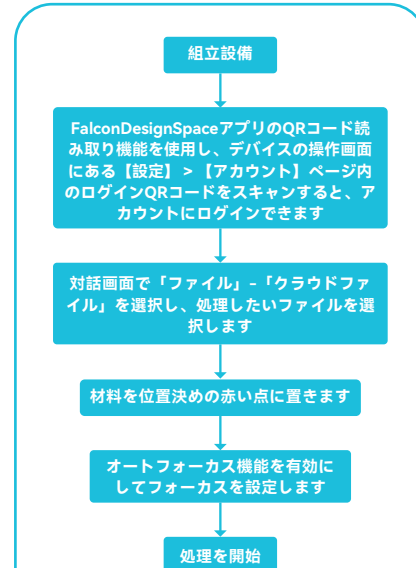 組立設備
FalconDesignSpaceアプリのQRコード読
み取り機能を使用し、デバイスの操作画面
にある【設定】>【アカウント】ページ内
のログインQRコードをスキャンすると、ア
カウントにログインできます
対話画面で「ファイル」-「クラウドファ
イル」を選択し、処理したいファイルを選
択します
材料を位置決めの赤い点に置きます
オートフォーカス機能を有効に
してフォーカスを設定します
処理を開始